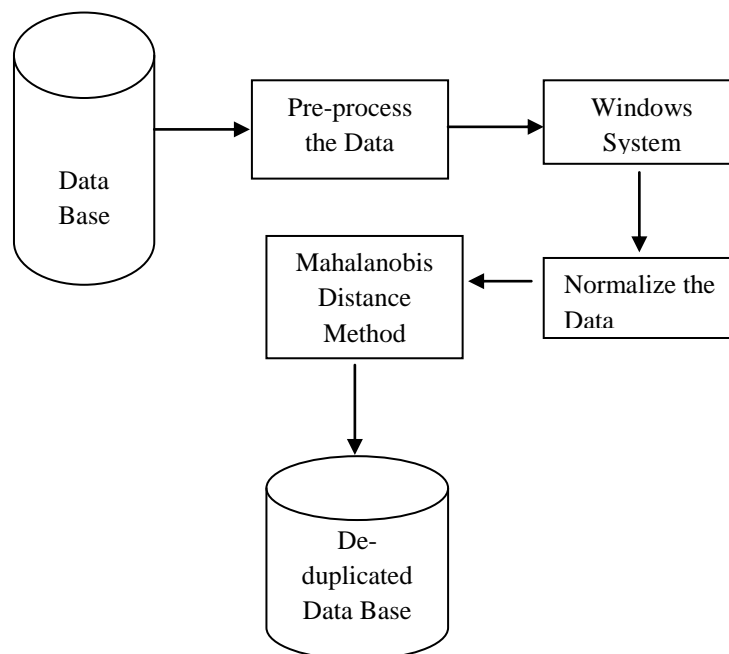 Data
Base
Pre-process
the Data
Windows
System
Normalize the
Data
Mahalanobis
Distance
Method
De-
duplicated
Data Base